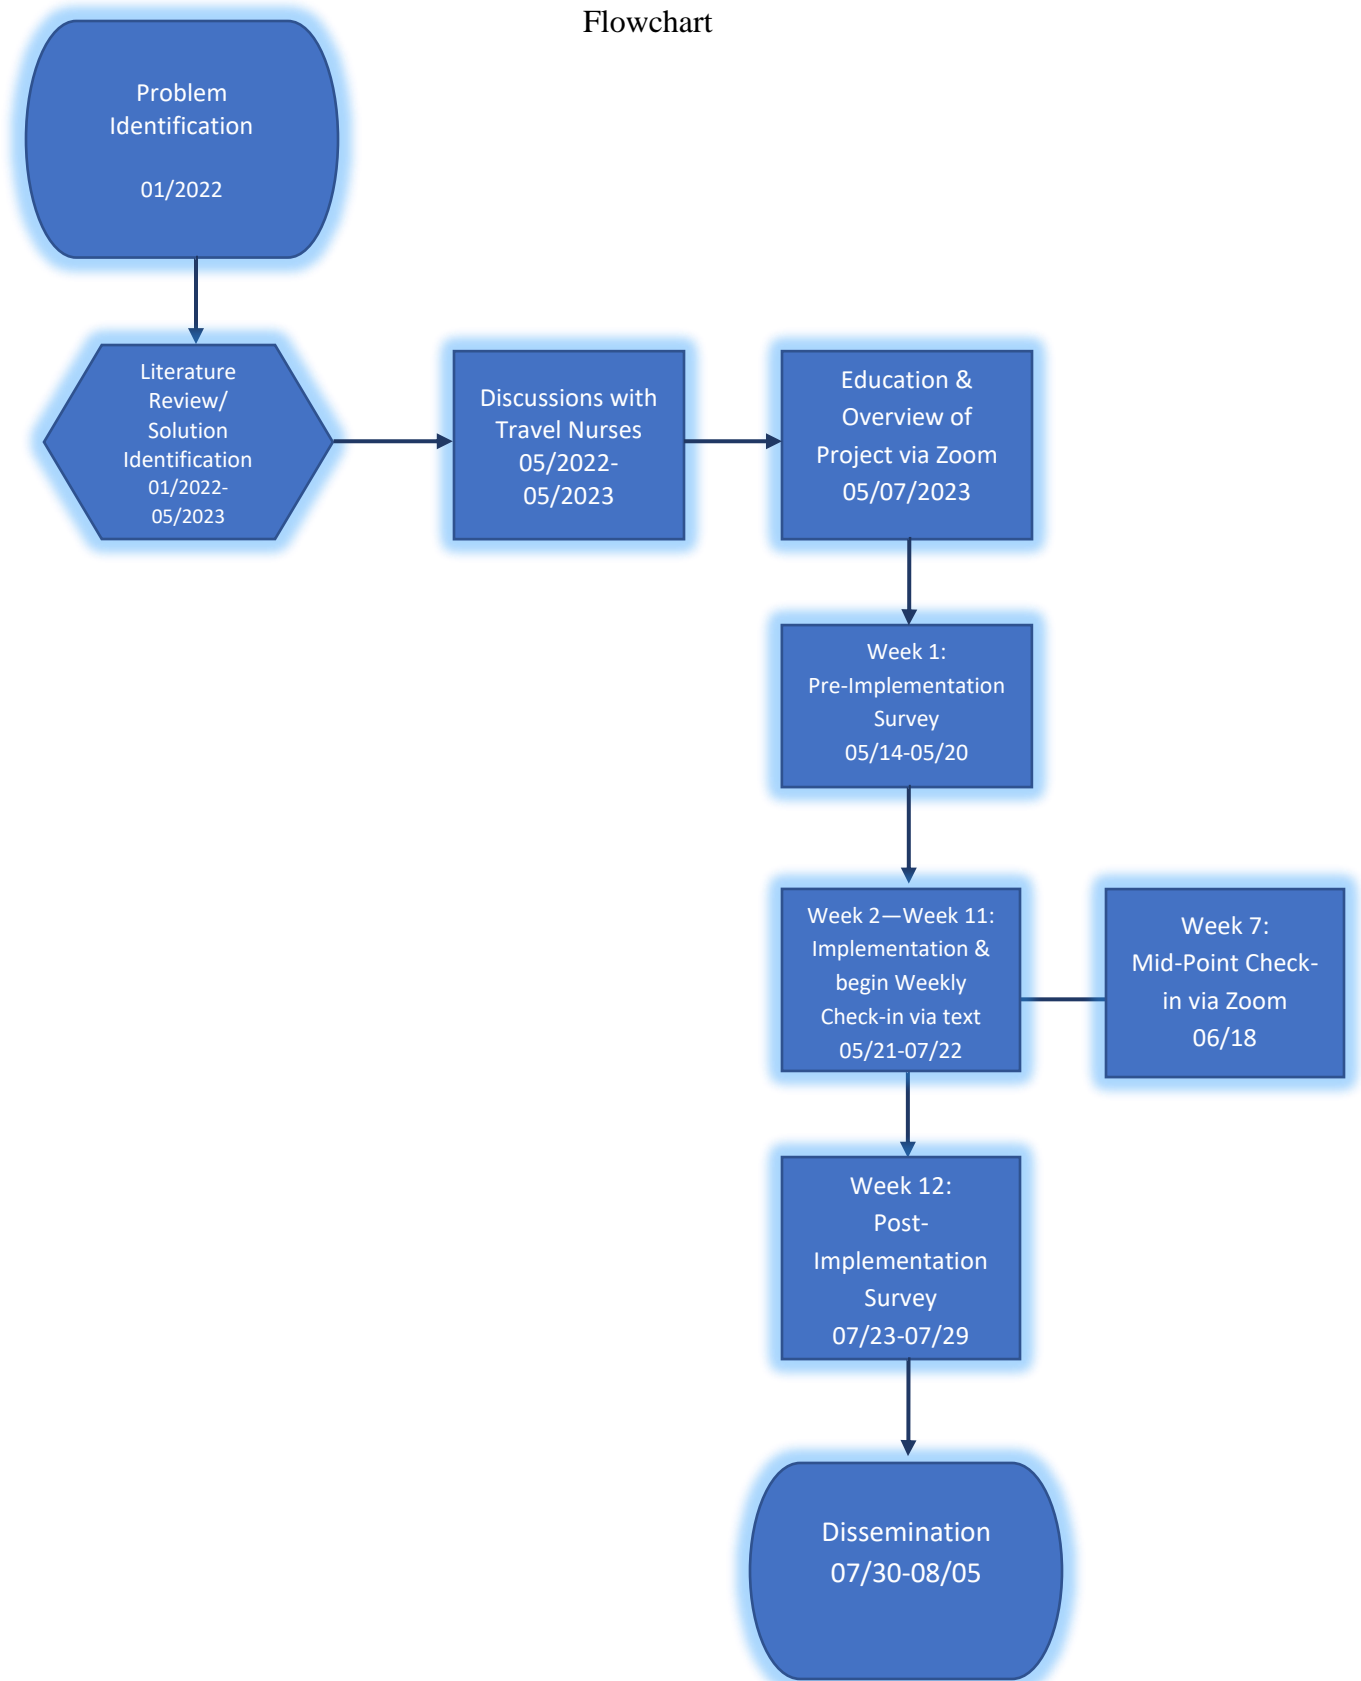 Flowchart
Problem
Identification
01/2022
Literature
Review/
Solution
Identification
01/2022-
05/2023
Discussions with
Travel Nurses
05/2022-
05/2023
Education &
Overview of
Project via Zoom
05/07/2023
Week 1:
Pre-Implementation
Survey
05/14-05/20
Week 2—Week 11:
Implementation &
begin Weekly
Check-in via text
05/21-07/22
Week 7:
Mid-Point Check-
in via Zoom
06/18
Week 12:
Post-
Implementation
Survey
07/23-07/29
Dissemination
07/30-08/05